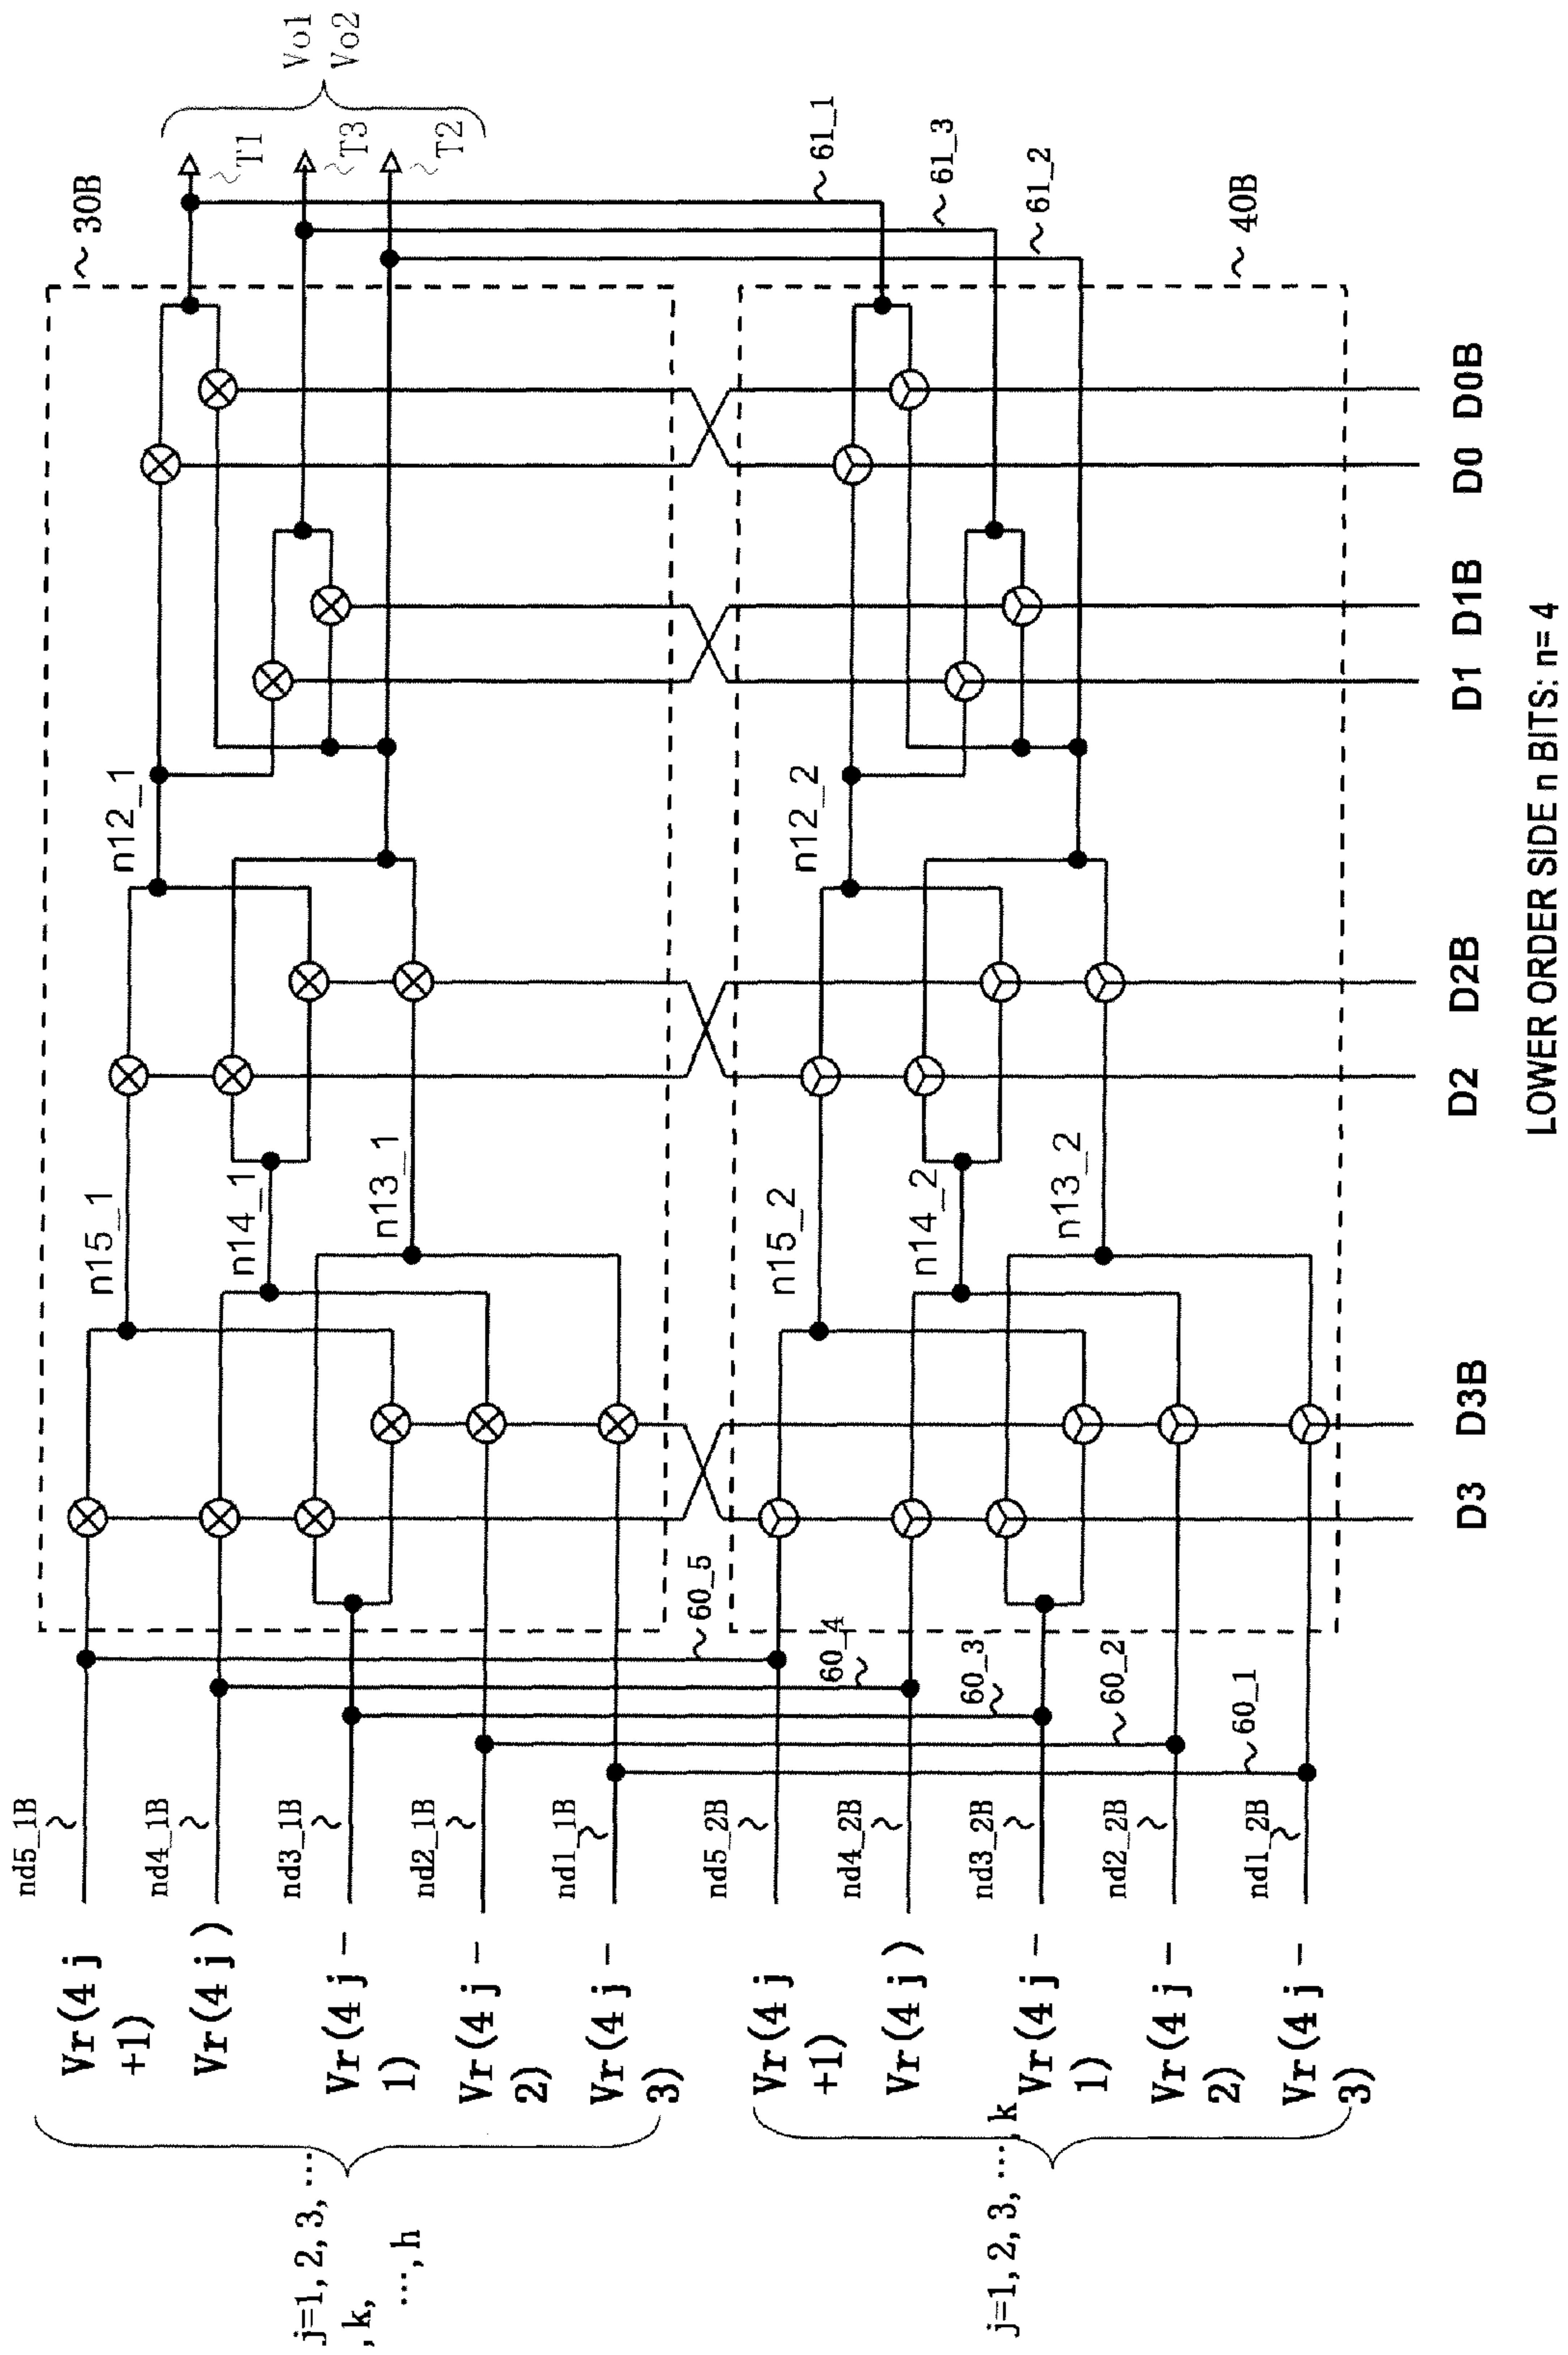 Vo1
Vo2
T1
T3
T2
30B
61_1
61_3
61_2
40B
n12_1
n12_2
n15_1
n14_1
n13_1
n15_2
n14_2
n13_2
D0B
D0
D1B
D1
D2B
D2
D3B
D3
LOWER ORDER SIDE n BITS: n= 4
60_5
60_4
60_3
60_2
60_1
nd5_1B
nd4_1B
nd3_1B
nd2_1B
nd1_1B
nd5_2B
nd4_2B
nd3_2B
nd2_2B
nd1_2B
Vr(4j
+1)
Vr(4j)
Vr(4j-
1)
Vr(4j-
2)
Vr(4j-
3)
Vr(4j
+1)
Vr(4j)
Vr(4j-
1)
Vr(4j-
2)
Vr(4j-
3)
j=1, 2, 3, ...
, k,
..., h
j=1, 2, 3, ..., k